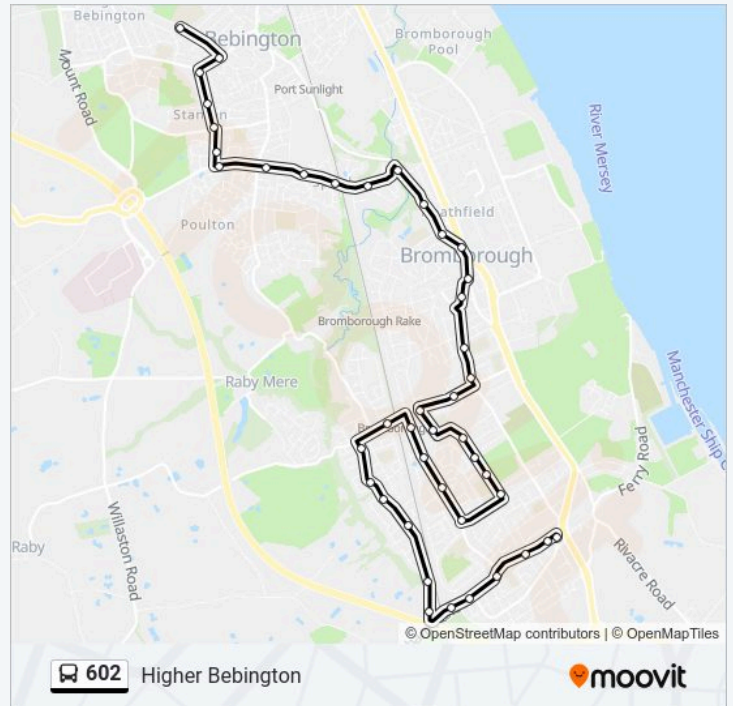 Bebington
Bebington
Bromborough
Pool
Mount Road
Port Sunlight
River Mersey
Poulton
Bromborough
Bromborough Rake
Manchester Ship
Raby Mere
Ferry Road
Willaston Road
Raby
Rivacre Road
© OpenStreetMap contributors | © OpenMapTiles
602 Higher Bebington
moovit